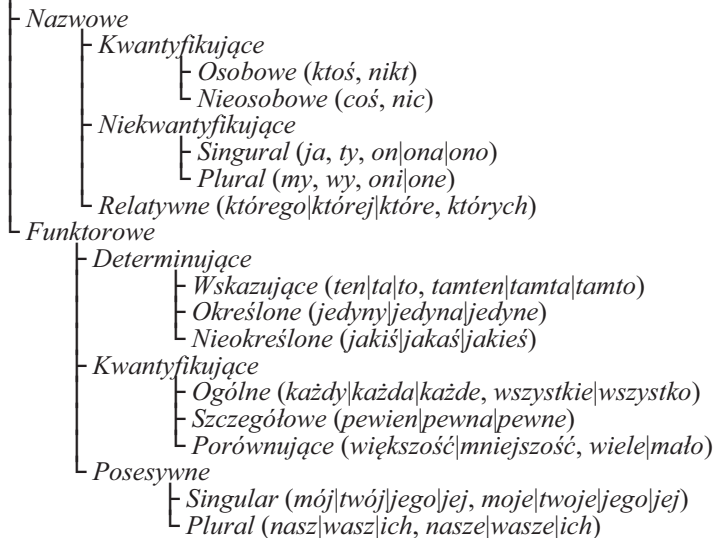 Nazwowe
Kwantyfikujące
Osobowe (ktoś, nikt)
Nieosobowe (coś, nic)
Niekwantyfikujące
Singural (ja, ty, on|ona|ono)
Plural (my, wy, oni|one)
Relatywne (którego|której|które, których)
Funktorowe
Determinujące
Wskazujące (ten|ta|to, tamten|tamta|tamto)
Określone (jedyny|jedyna|jedyne)
Nieokreślone (jakiś|jakaś|jakieś)
Kwantyfikujące
Ogólne (każdy|każda|każde, wszystkie|wszystko)
Szczegółowe (pewien|pewna|pewne)
Porównujące (większość|mniejszość, wiele|mało)
Posesywne
Singular (mój|twój|jego|jej, moje|twoje|jego|jej)
Plural (nasz|wasz|ich, nasze|wasze|ich)